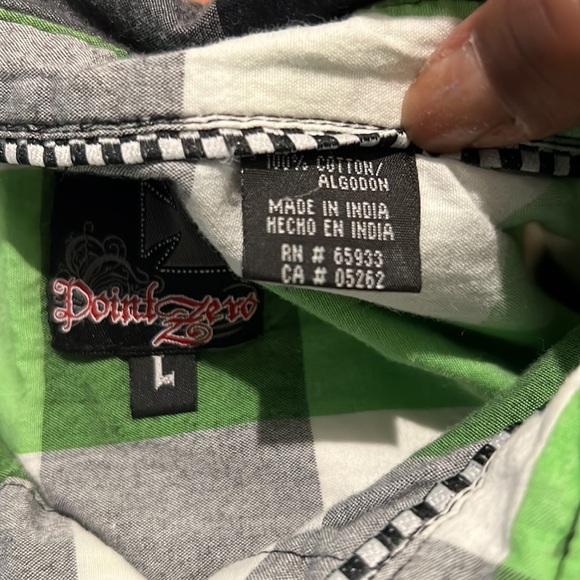 100% COTTON/
ALGODON
MADE IN INDIA
HECHO EN INDIA
RN # 65933
CA # 05262
Point Zero
L